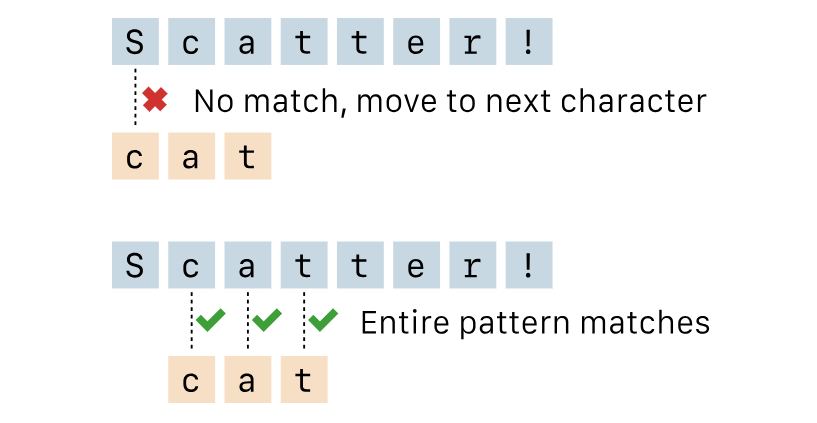 S c a t t e r !
No match, move to next character
c a t
S c a t t e r !
Entire pattern matches
c a t